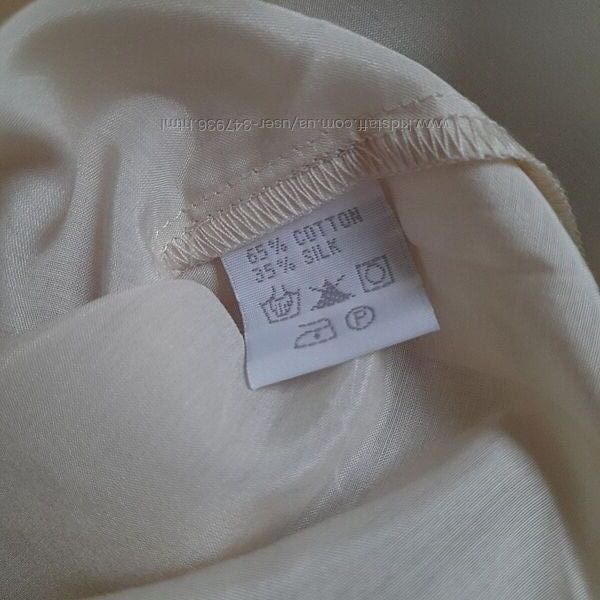 www.kidstaff.com.ua/user-347936.html
65% COTTON
35% SILK
P